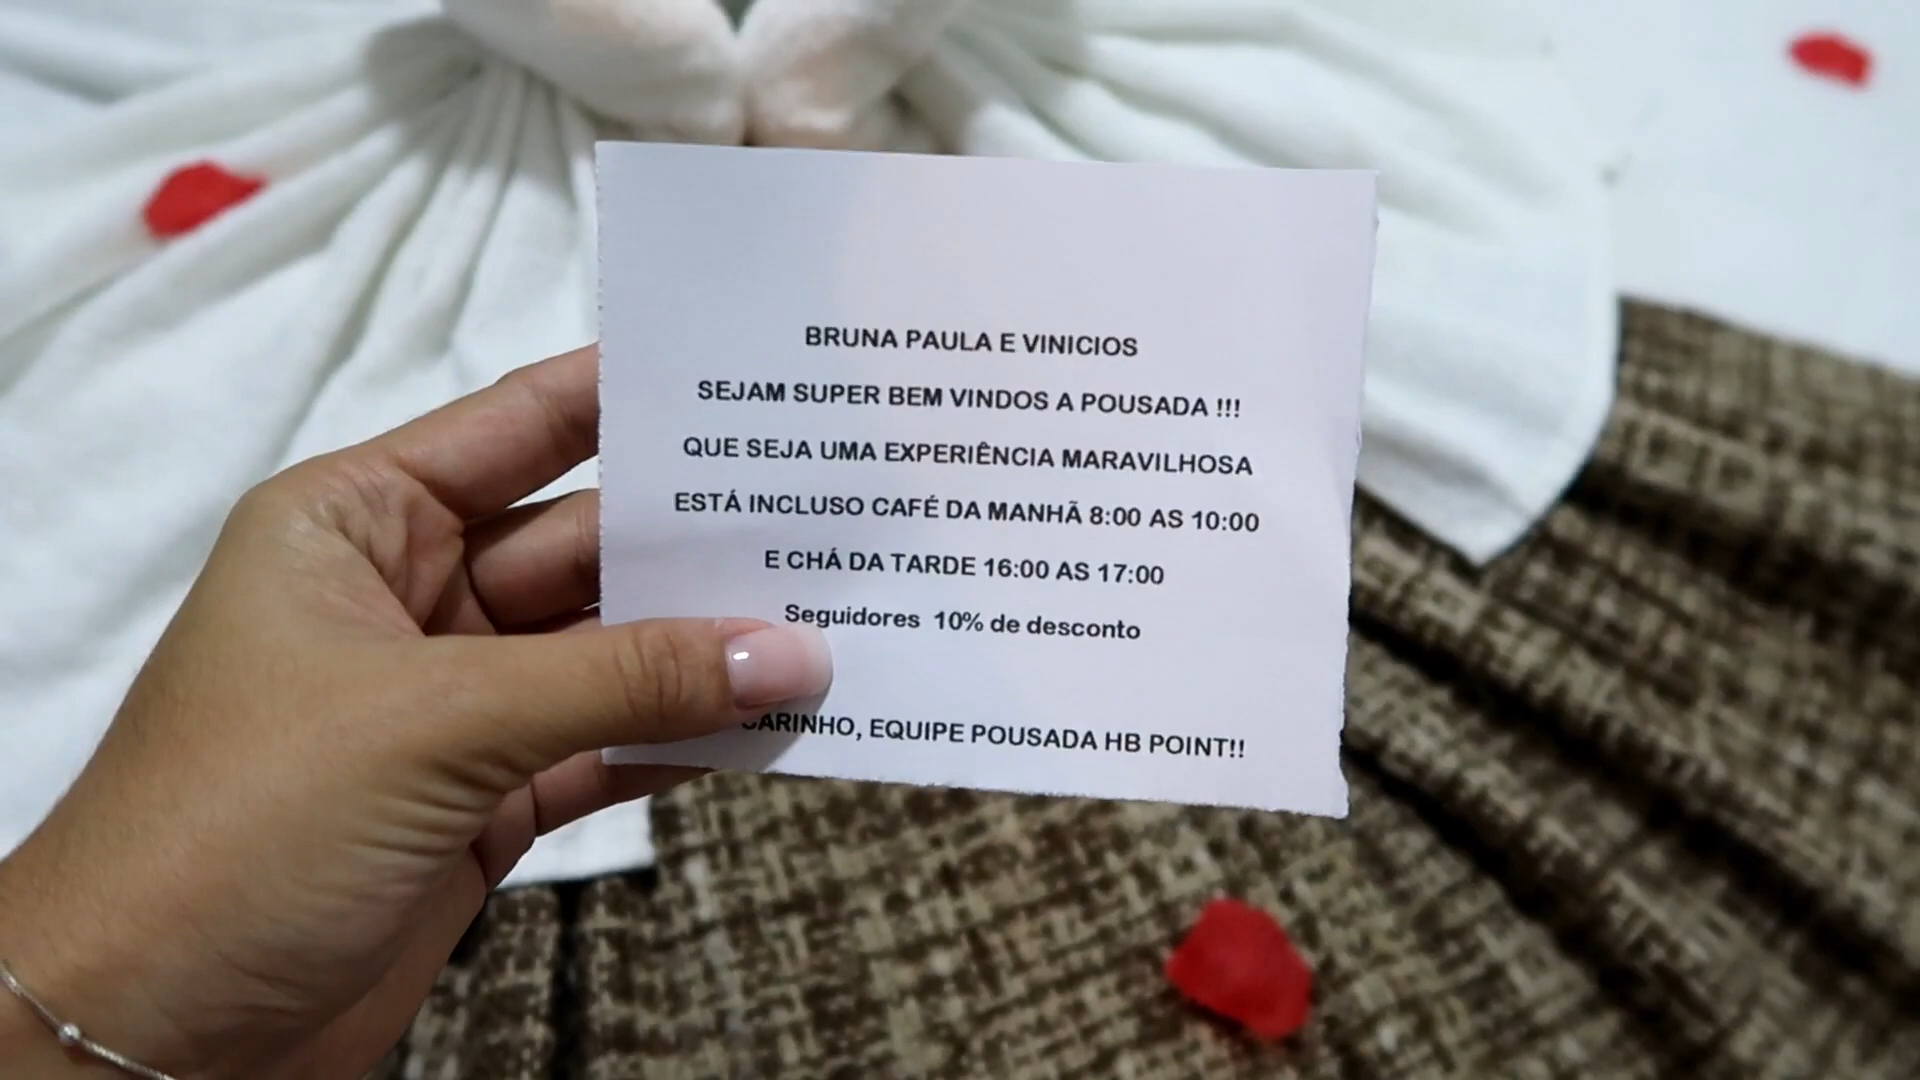 BRUNA PAULA E VINICIOS
SEJAM SUPER BEM VINDOS A POUSADA !!!
QUE SEJA UMA EXPERIÊNCIA MARAVILHOSA
ESTÁ INCLUSO CAFÉ DA MANHÃ 8:00 AS 10:00
E CHÁ DA TARDE 16:00 AS 17:00
Seguidores 10% de desconto
CARINHO, EQUIPE POUSADA HB POINT!!